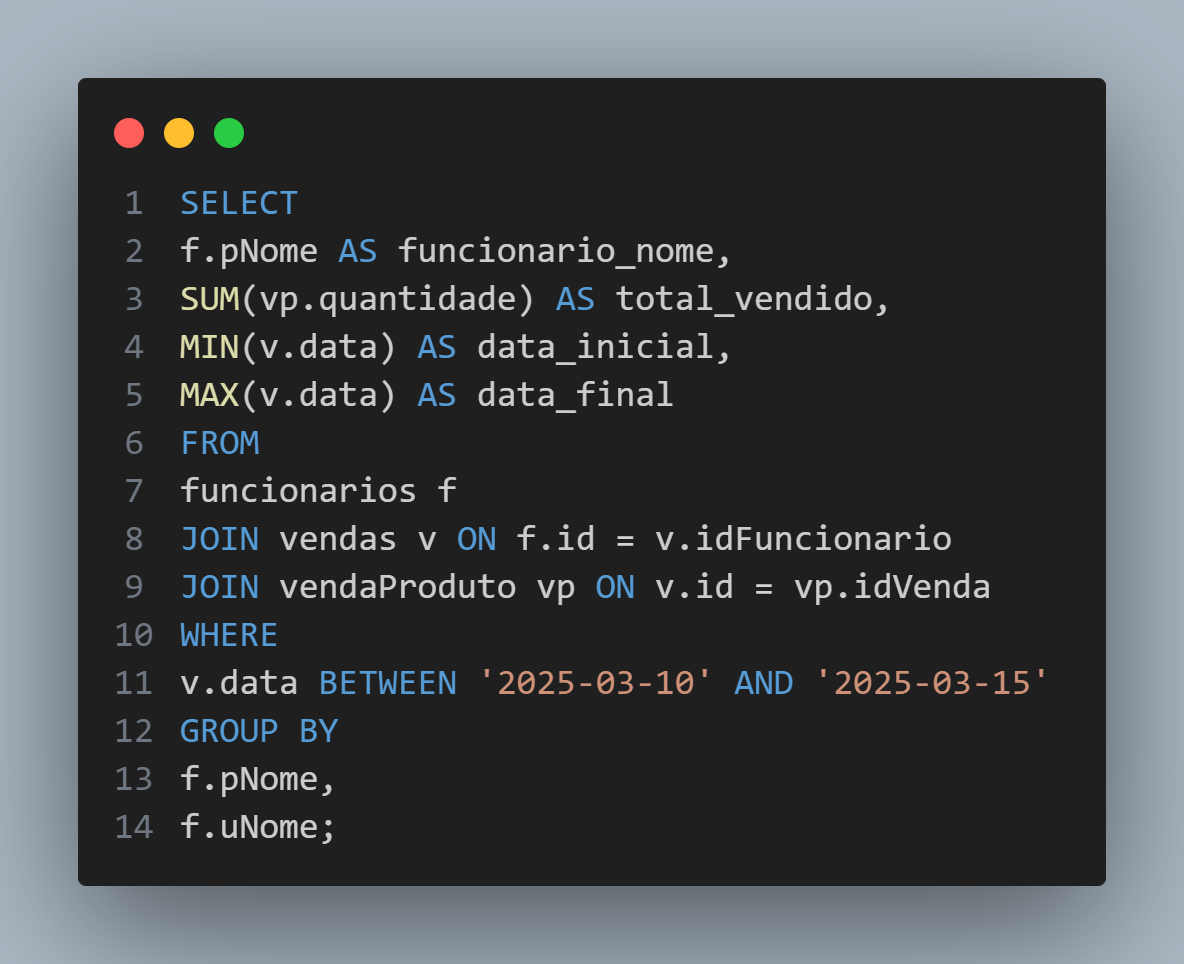 1 SELECT
2 f.pNome AS funcionario_nome,
3 SUM(vp.quantidade) AS total_vendido,
4 MIN(v.data) AS data_inicial,
5 MAX(v.data) AS data_final
6 FROM
7 funcionarios f
8 JOIN vendas v ON f.id = v.idFuncionario
9 JOIN vendaProduto vp ON v.id = vp.idVenda
10 WHERE
11 v.data BETWEEN '2025-03-10' AND '2025-03-15'
12 GROUP BY
13 f.pNome,
14 f.uNome;